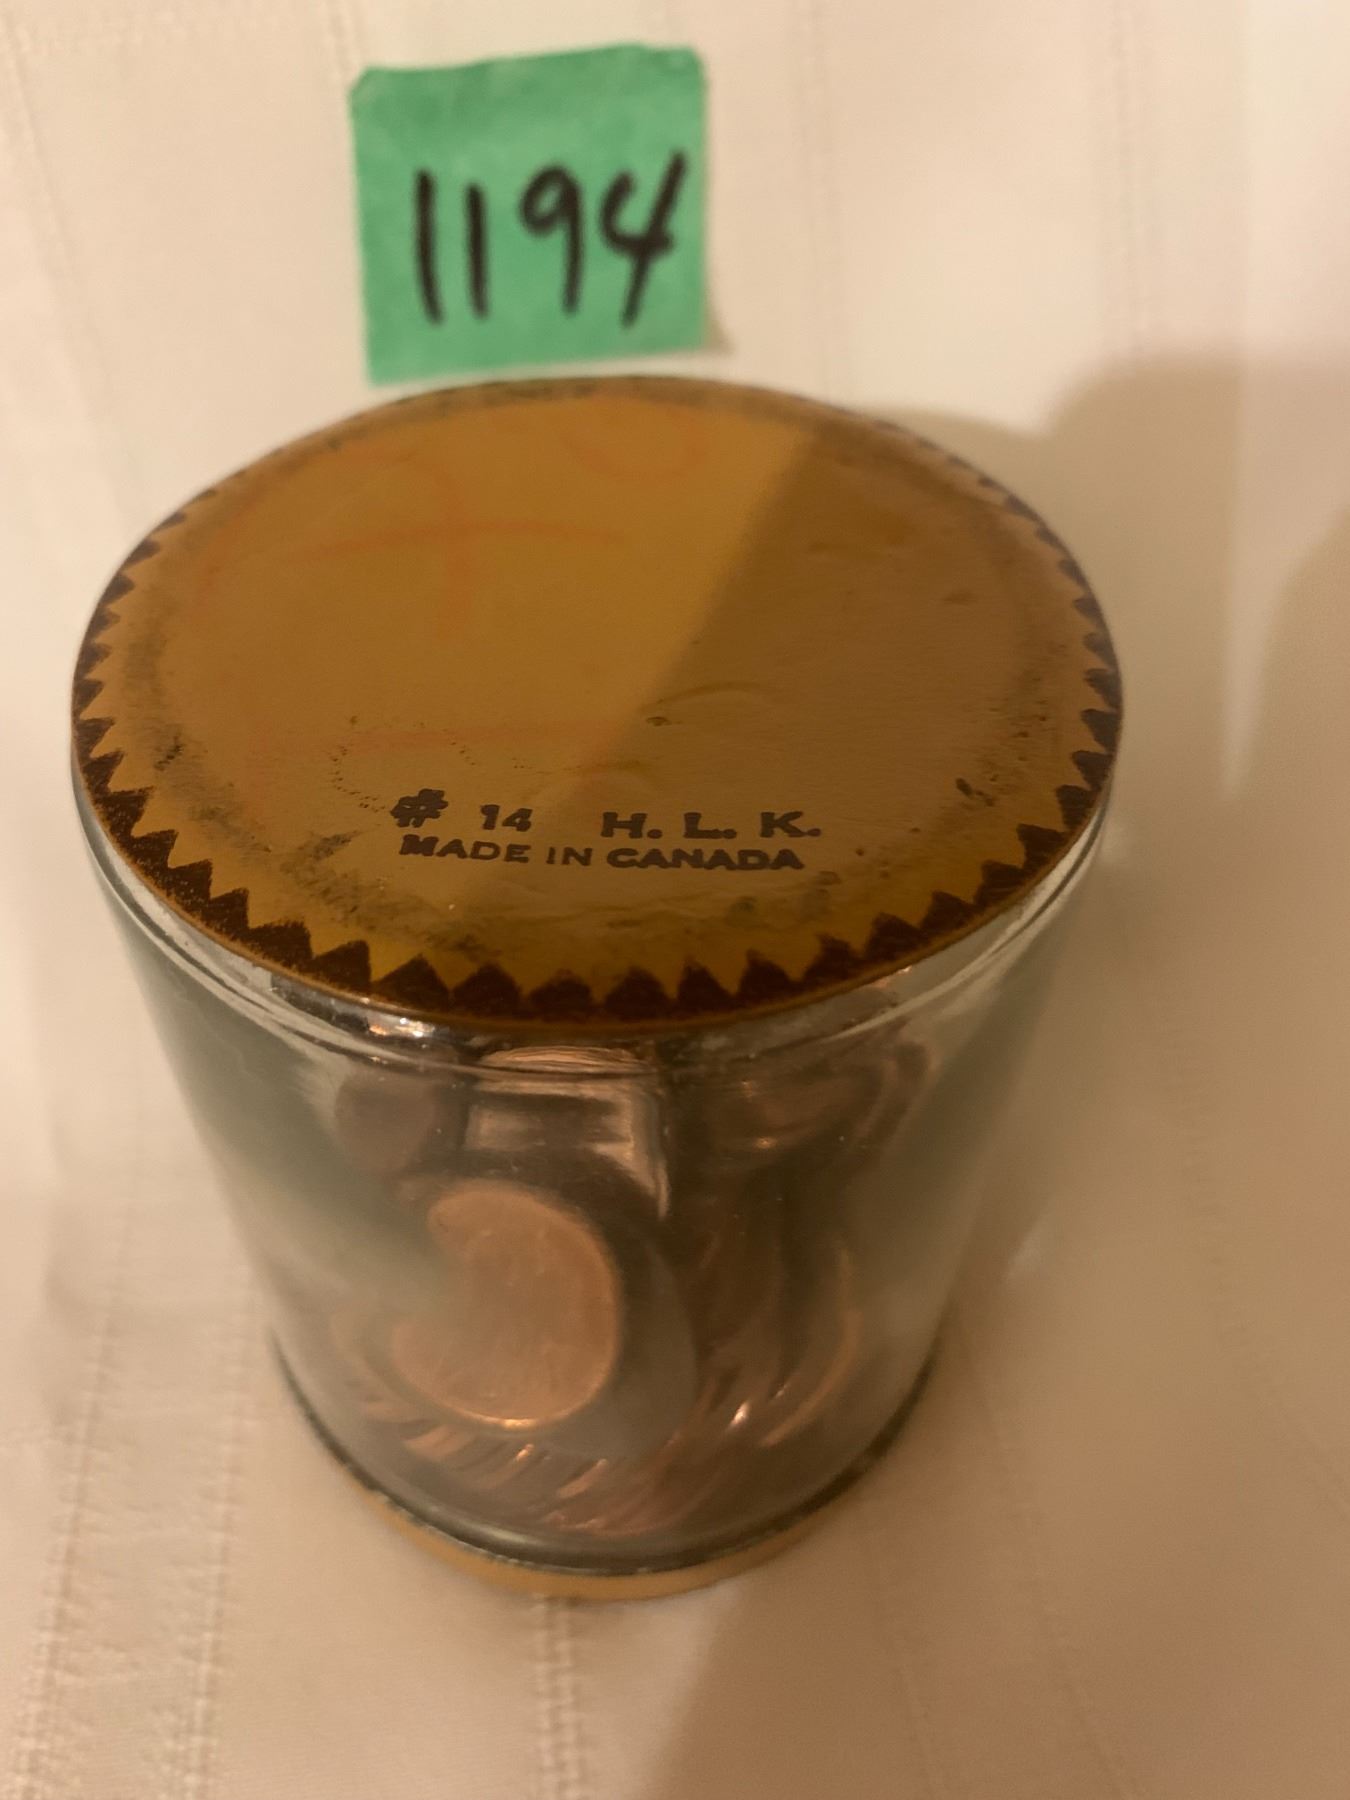 1194
# 14 H. L. K.
MADE IN CANADA